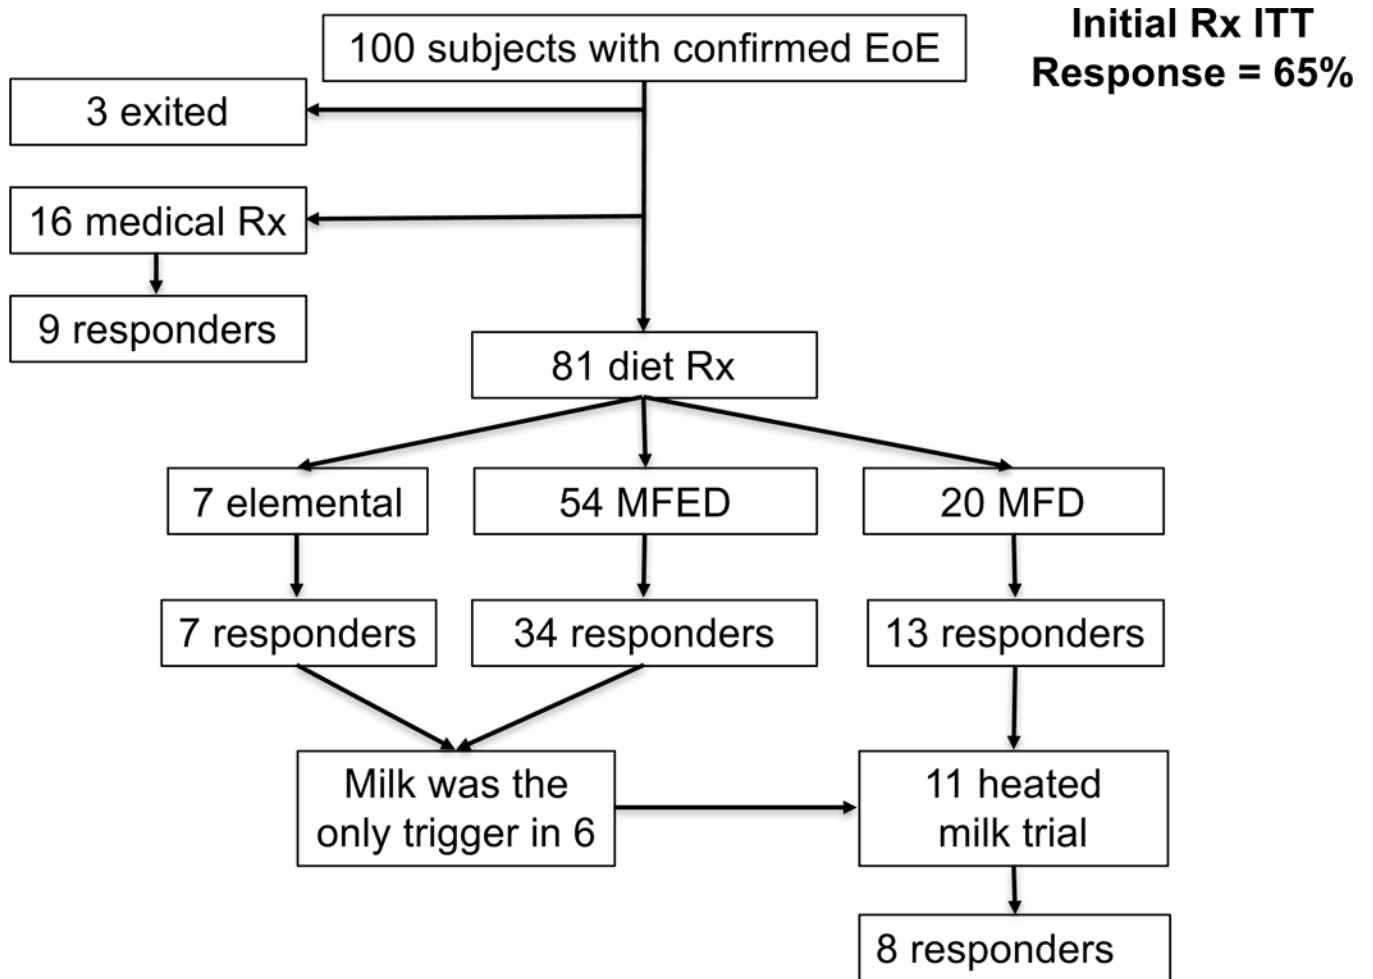 100 subjects with confirmed EoE
Initial Rx ITT
Response = 65%
3 exited
16 medical Rx
9 responders
81 diet Rx
7 elemental
54 MFED
20 MFD
7 responders
34 responders
13 responders
Milk was the
only trigger in 6
11 heated
milk trial
8 responders